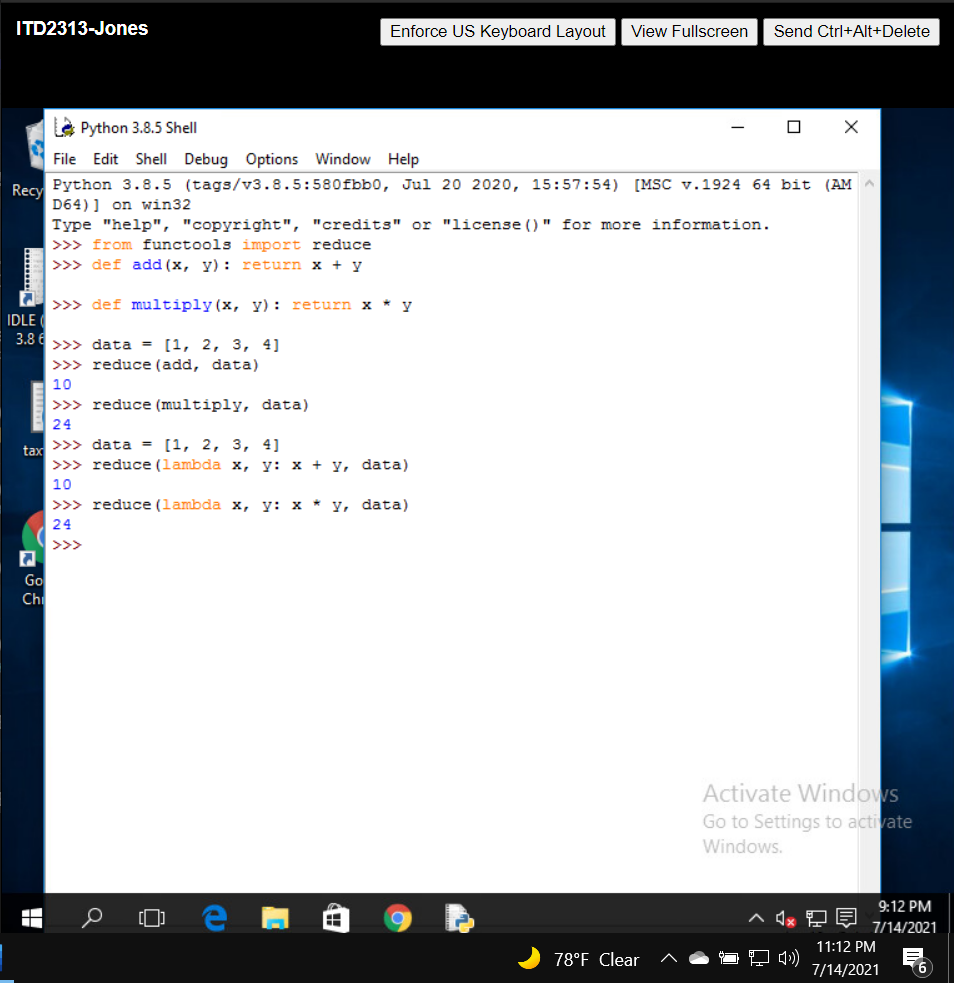 ITD2313-Jones
Enforce US Keyboard Layout
View Fullscreen
Send Ctrl+Alt+Delete
Python 3.8.5 Shell
File Edit Shell Debug Options Window Help
Python 3.8.5 (tags/v3.8.5:580fbb0, Jul 20 2020, 15:57:54) [MSC v.1924 64 bit (AM
D64)] on win32
Type "help", "copyright", "credits" or "license()" for more information.
>>> from functools import reduce
>>> def add(x, y): return x + y
>>> def multiply(x, y): return x * y
>>> data = [1, 2, 3, 4]
>>> reduce(add, data)
10
>>> reduce(multiply, data)
24
>>> data = [1, 2, 3, 4]
>>> reduce(lambda x, y: x + y, data)
10
>>> reduce(lambda x, y: x * y, data)
24
>>>
Recy
IDLE (
3.8 6
tax
Go
Chr
Activate Windows
Go to Settings to activate
Windows.
9:12 PM
7/14/2021
78°F Clear
11:12 PM
7/14/2021
6